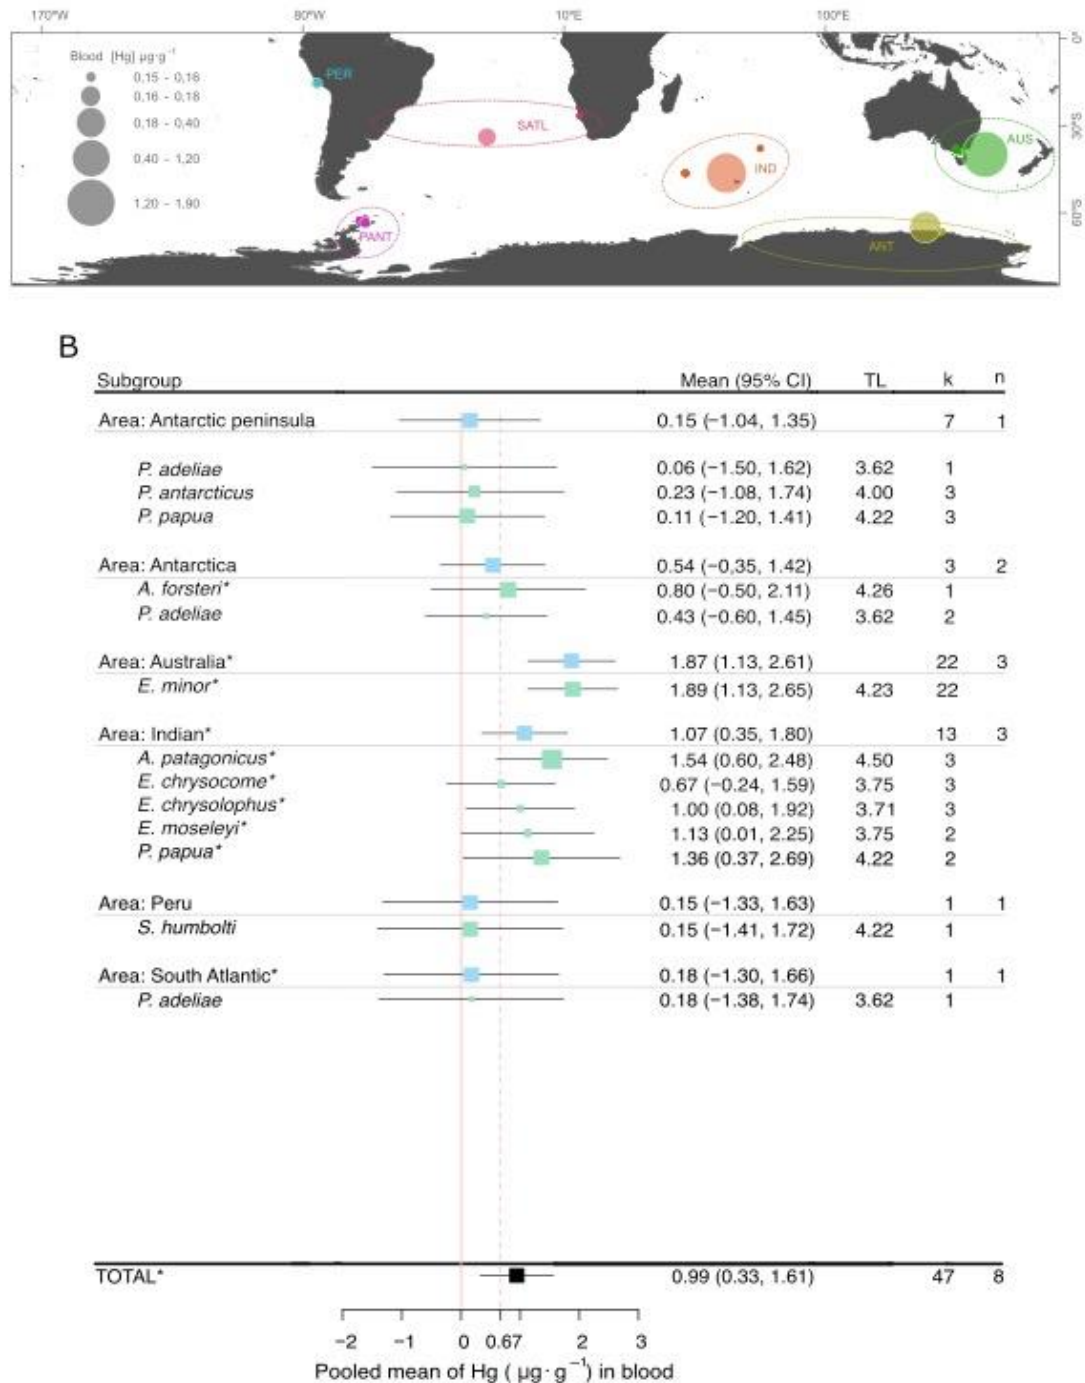 170°W 80°W 10°E 100°E
Blood [Hg] µg·g⁻¹
0,15 - 0,16
0,16 - 0,18
0,18 - 0,40
0,40 - 1,20
1,20 - 1,90
PER
SATL
IND
AUS
PANT
ANT
0°
30°S
60°S
B
Subgroup Mean (95% CI) TL k n
Area: Antarctic peninsula 0.15 (−1.04, 1.35) 7 1
P. adeliae 0.06 (−1.50, 1.62) 3.62 1
P. antarcticus 0.23 (−1.08, 1.74) 4.00 3
P. papua 0.11 (−1.20, 1.41) 4.22 3
Area: Antarctica 0.54 (−0,35, 1.42) 3 2
A. forsteri* 0.80 (−0.50, 2.11) 4.26 1
P. adeliae 0.43 (−0.60, 1.45) 3.62 2
Area: Australia* 1.87 (1.13, 2.61) 22 3
E. minor* 1.89 (1.13, 2.65) 4.23 22
Area: Indian* 1.07 (0.35, 1.80) 13 3
A. patagonicus* 1.54 (0.60, 2.48) 4.50 3
E. chrysocome* 0.67 (−0.24, 1.59) 3.75 3
E. chrysolophus* 1.00 (0.08, 1.92) 3.71 3
E. moseleyi* 1.13 (0.01, 2.25) 3.75 2
P. papua* 1.36 (0.37, 2.69) 4.22 2
Area: Peru 0.15 (−1.33, 1.63) 1 1
S. humbolti 0.15 (−1.41, 1.72) 4.22 1
Area: South Atlantic* 0.18 (−1.30, 1.66) 1 1
P. adeliae 0.18 (−1.38, 1.74) 3.62 1
TOTAL* 0.99 (0.33, 1.61) 47 8
−2 −1 0 0.67 2 3
Pooled mean of Hg ( µg·g⁻¹) in blood